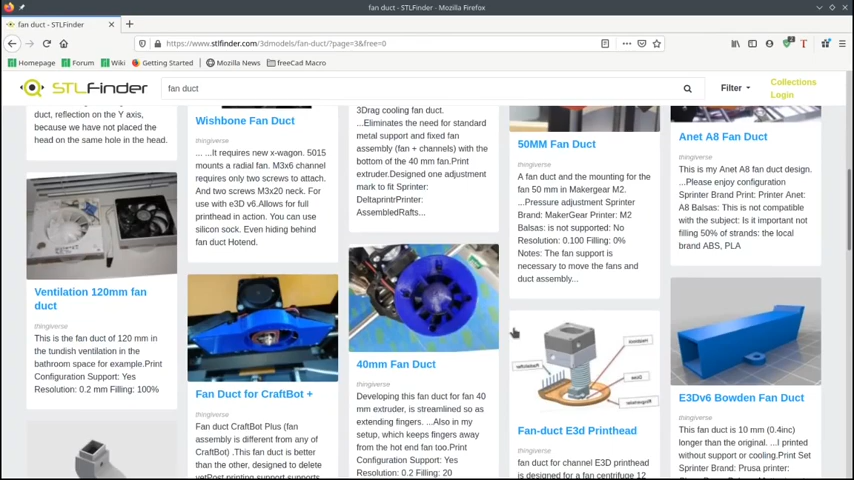 fan duct - STLFinder - Mozilla Firefox
fan duct - STLFinder
https://www.stlfinder.com/3dmodels/fan-duct/?page=3&free=0
Homepage
Forum
Wiki
Getting Started
Mozilla News
freeCad Macro
STLFinder
fan duct
Filter
Collections
Login
duct, reflection on the Y axis,
because we have not placed the
head on the same hole in the head.
Ventilation 120mm fan
duct
thingiverse
This is the fan duct of 120 mm in
the tundish ventilation in the
bathroom space for example.Print
Configuration Support: Yes
Resolution: 0.2 mm Filling: 100%
Wishbone Fan Duct
thingiverse
... ...It requires new x-wagon. 5015
mounts a radial fan. M3x6 channel
requires only two screws to attach.
And two screws M3x20 neck. For
use with e3D v6.Allows for full
printhead in action. You can use
silicon sock. Even hiding behind
fan duct Hotend.
Fan Duct for CraftBot +
thingiverse
Fan duct CraftBot Plus (fan
assembly is different from any of
CraftBot) .This fan duct is better
than the other, designed to delete
yetPost printing support supports
3Drag cooling fan duct.
...Eliminates the need for standard
metal support and fixed fan
assembly (fan + channels) with the
bottom of the 40 mm fan.Print
extruder.Designed one adjustment
mark to fit Sprinter:
DeltaprintrPrinter:
AssembledRafts...
40mm Fan Duct
thingiverse
Developing this fan duct for fan 40
mm extruder, is streamlined so as
extending fingers. ...Also in my
setup, which keeps fingers away
from the hot end fan too.Print
Configuration Support: Yes
Resolution: 0.2 Filling: 20
50MM Fan Duct
thingiverse
A fan duct and the mounting for the
fan 50 mm in Makergear M2.
...Pressure adjustment Sprinter
Brand: MakerGear Printer: M2
Balsas: is not supported: No
Resolution: 0.100 Filling: 0%
Notes: The fan support is
necessary to move the fans and
duct assembly...
Fan-duct E3d Printhead
thingiverse
fan duct for channel E3D printhead
is designed for a fan centrifuge 12
Anet A8 Fan Duct
thingiverse
This is my Anet A8 fan duct design.
...Please enjoy configuration
Sprinter Brand Print: Printer Anet:
A8 Balsas: This is not compatible
with the subject: Is it important not
filling 50% of strands: the local
brand ABS, PLA
E3Dv6 Bowden Fan Duct
thingiverse
This fan duct is 10 mm (0.4inc)
longer than the original. ...I printed
without support or cooling.Print Set
Sprinter Brand: Prusa printer: